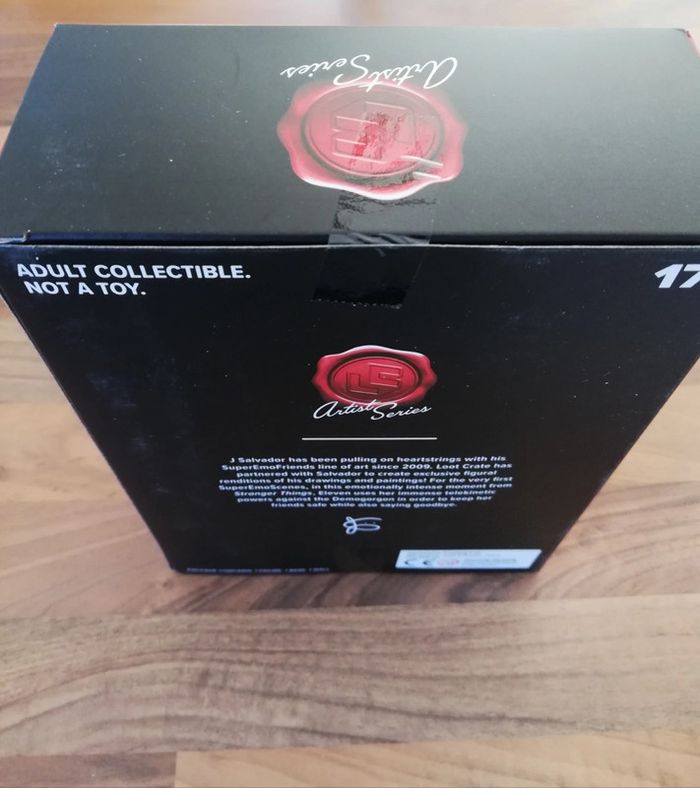 Artist Series
LC
ADULT COLLECTIBLE.
NOT A TOY.
17
LC
Artist Series
J Salvador has been pulling on heartstrings with his
SuperEmoFriends line of art since 2009. Loot Crate has
partnered with Salvador to create exclusive figural
renditions of his drawings and paintings! For the very first
SuperEmoScenes, in this emotionally intense moment from
Stranger Things, Eleven uses her immense telekinetic
powers against the Demogorgon in order to keep her
friends safe while also saying goodbye.
CE